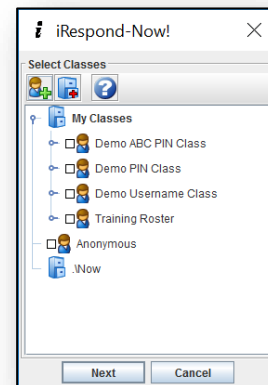 iRespond-Now!
Select Classes
My Classes
Demo ABC PIN Class
Demo PIN Class
Demo Username Class
Training Roster
Anonymous
.\Now
Next Cancel